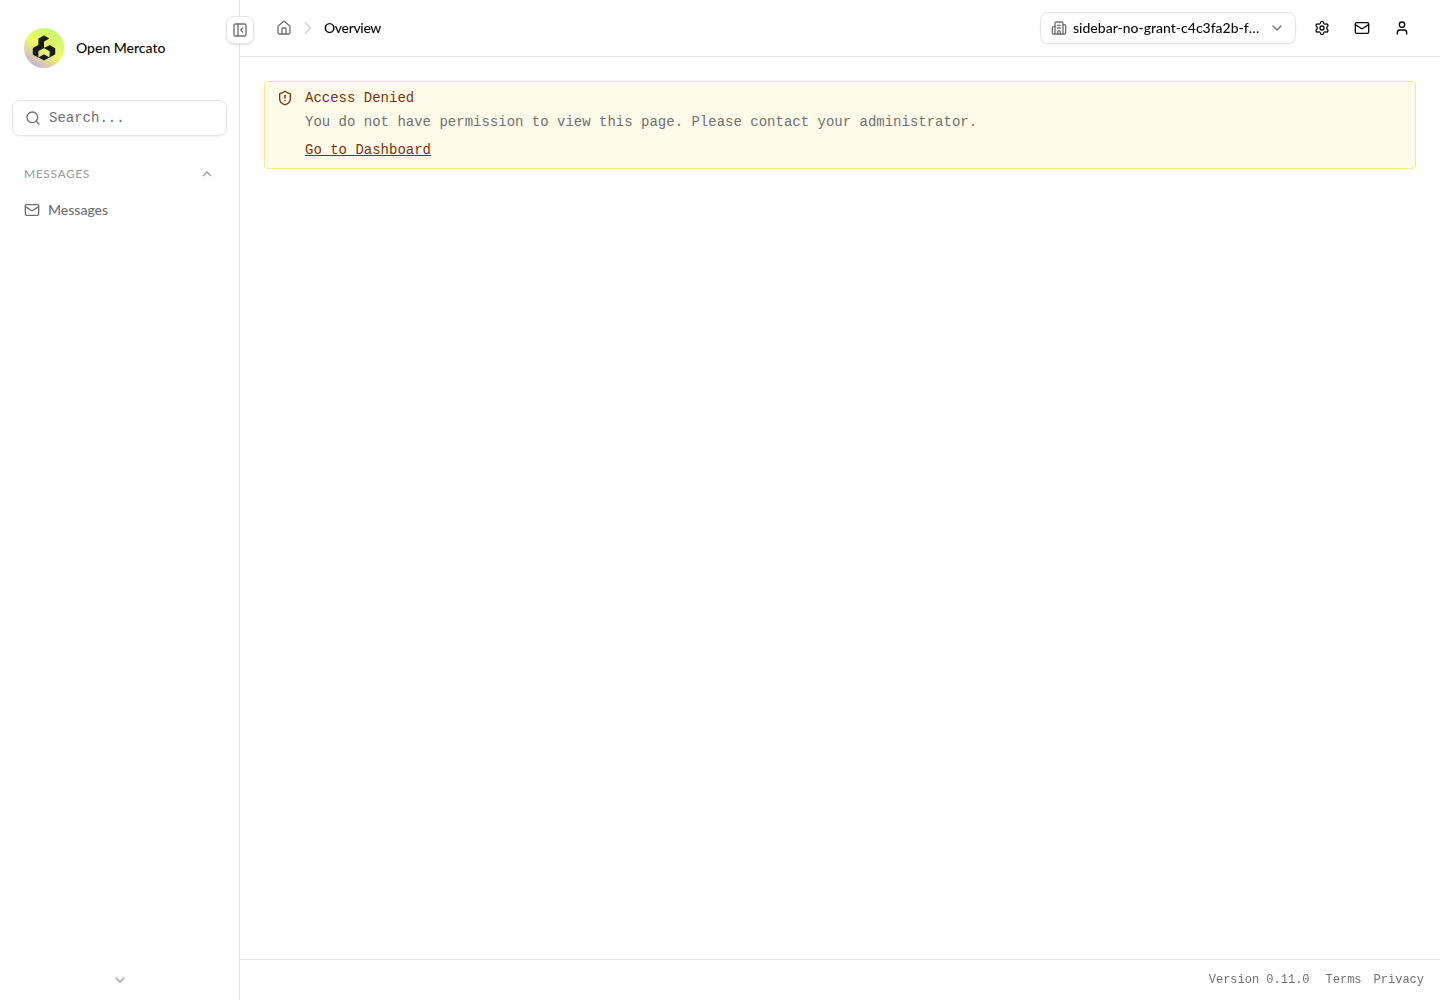 Open Mercato
Search...
MESSAGES
Messages
Overview
sidebar-no-grant-c4c3fa2b-f...
Access Denied
You do not have permission to view this page. Please contact your administrator.
Go to Dashboard
Version 0.11.0 Terms Privacy